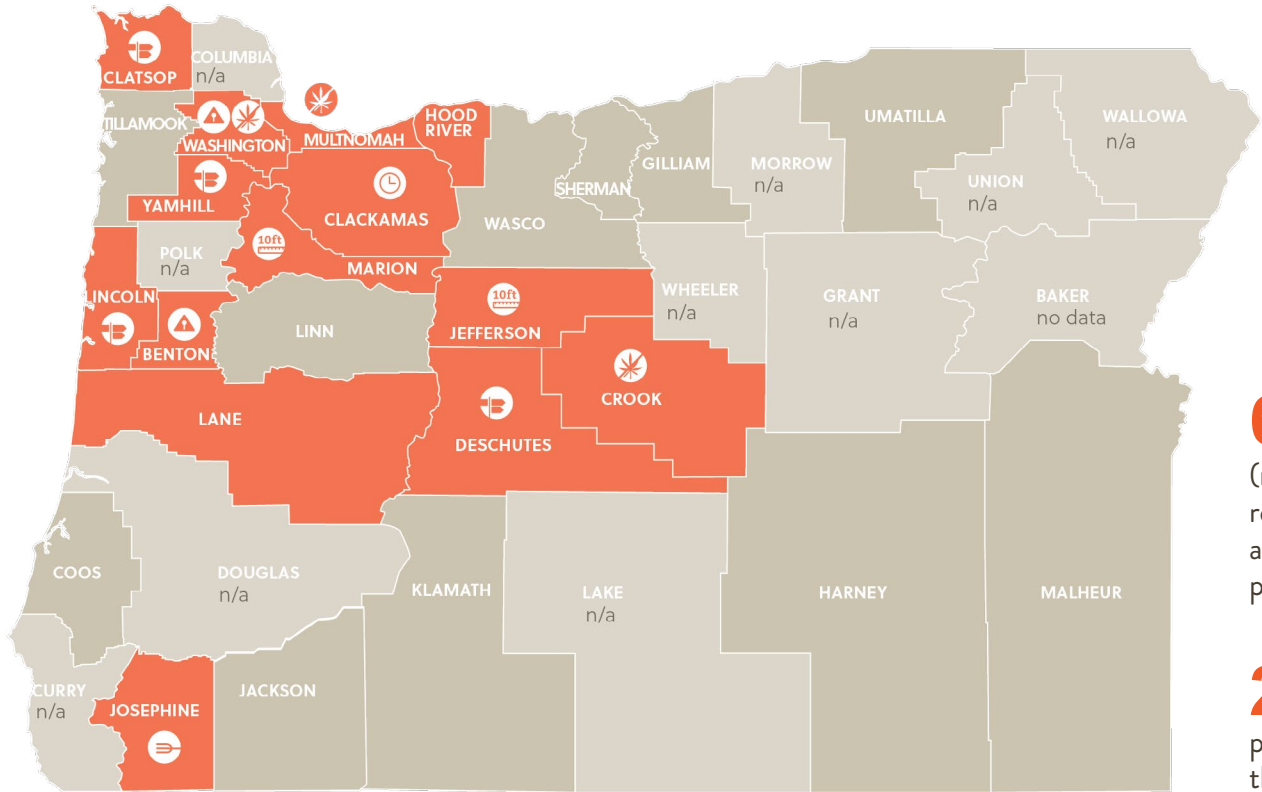 CLATSOP
COLUMBIA
n/a
TILLAMOOK
WASHINGTON
MULTNOMAH
HOOD
RIVER
YAMHILL
CLACKAMAS
POLK
n/a
10ft
MARION
LINCOLN
BENTON
LINN
LANE
WASCO
SHERMAN
GILLIAM
MORROW
n/a
UMATILLA
UNION
n/a
WALLOWA
n/a
10ft
JEFFERSON
WHEELER
n/a
GRANT
n/a
BAKER
no data
CROOK
DESCHUTES
COOS
DOUGLAS
n/a
KLAMATH
LAKE
n/a
HARNEY
MALHEUR
CURRY
n/a
JOSEPHINE
JACKSON
2
p